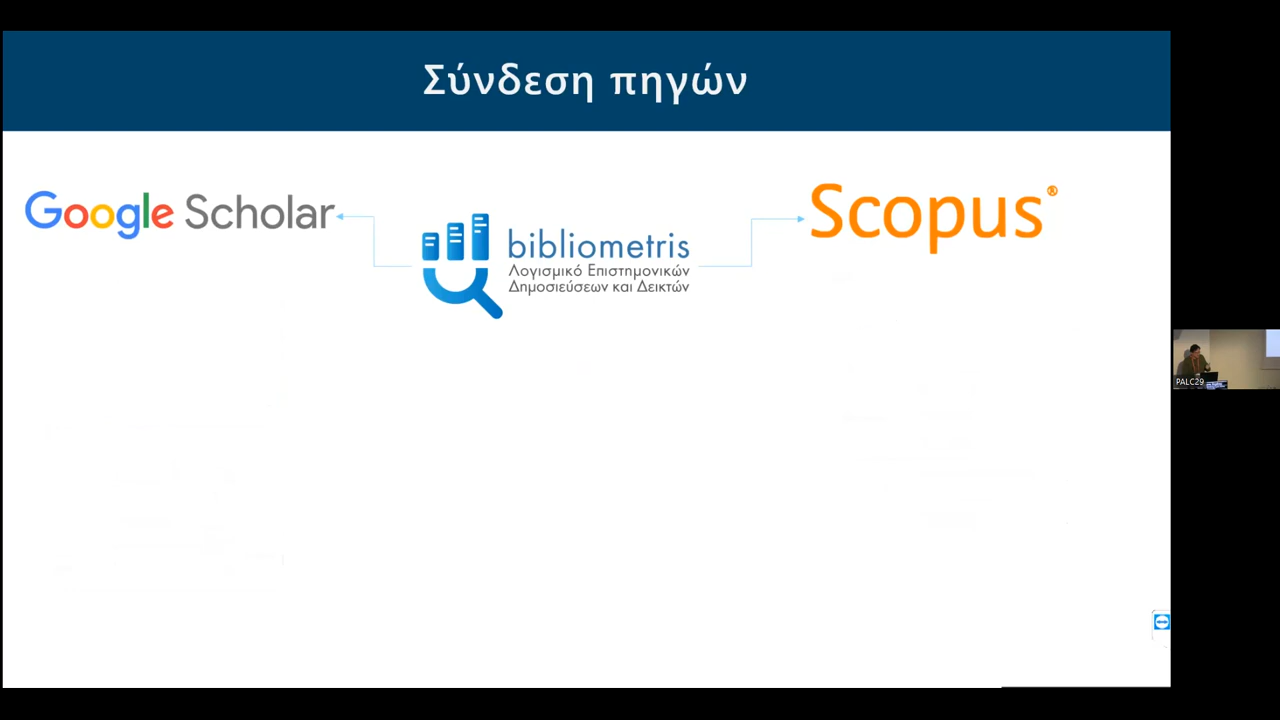 Σύνδεση πηγών
Google Scholar
Scopus®
bibliometris
Λογισμικό Επιστημονικών
Δημοσιεύσεων και Δεικτών
PALC29